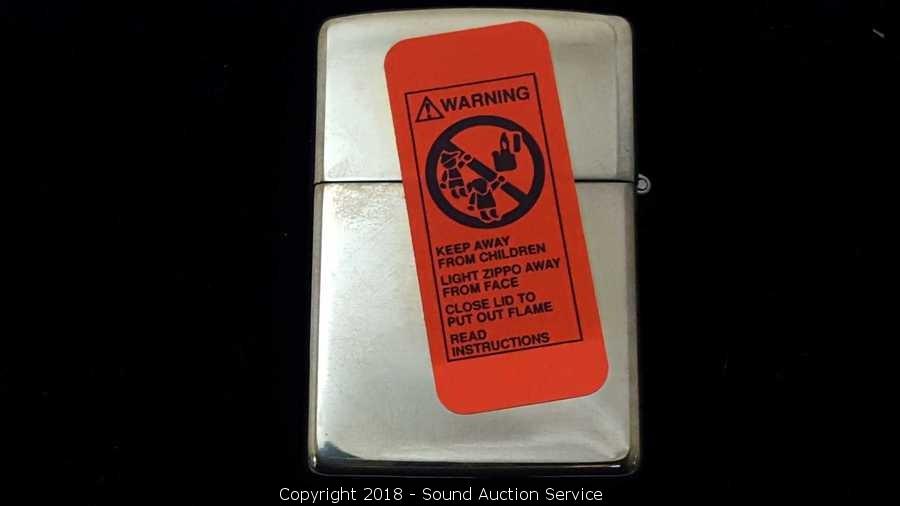 WARNING
KEEP AWAY
FROM CHILDREN
LIGHT ZIPPO AWAY
FROM FACE
CLOSE LID TO
PUT OUT FLAME
READ
INSTRUCTIONS
Copyright 2018 - Sound Auction Service